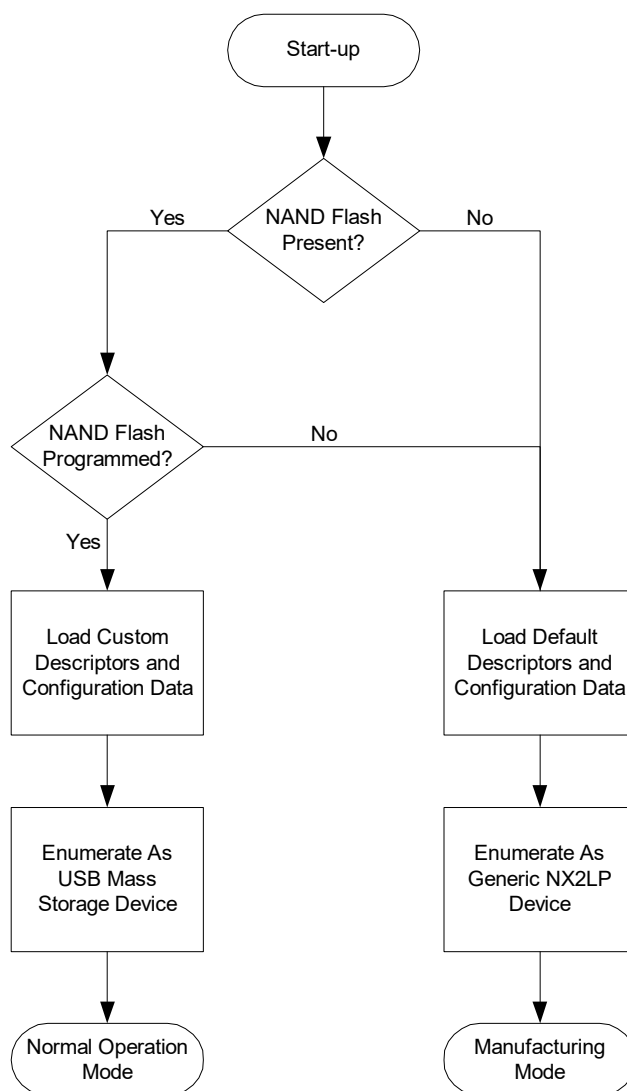 Start-up
Yes
NAND Flash
Present?
No
NAND Flash
Programmed?
No
Yes
Load Custom
Descriptors and
Configuration Data
Load Default
Descriptors and
Configuration Data
Enumerate As
USB Mass
Storage Device
Enumerate As
Generic NX2LP
Device
Normal Operation
Mode
Manufacturing
Mode